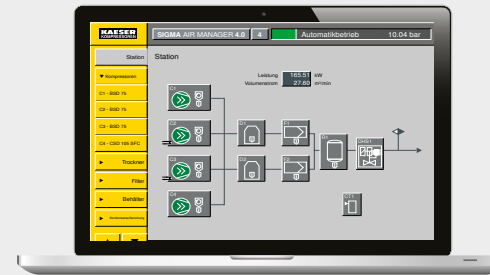 KAESER
KOMPRESSOREN
SIGMA AIR MANAGER 4.0 4 Automatikbetrieb 10.04 bar
Station
Station
Kompressoren
Leistung 165.51 kW
Volumenstrom 27.60 m³/min
C1 - BSD 75
C2 - BSD 75
C3 - BSD 75
C4 - CSD 105 SFC
Trockner
Filter
Behälter
C1
C2
C3
C4
D1
D2
F1
F2
R1
DHS1
CT1